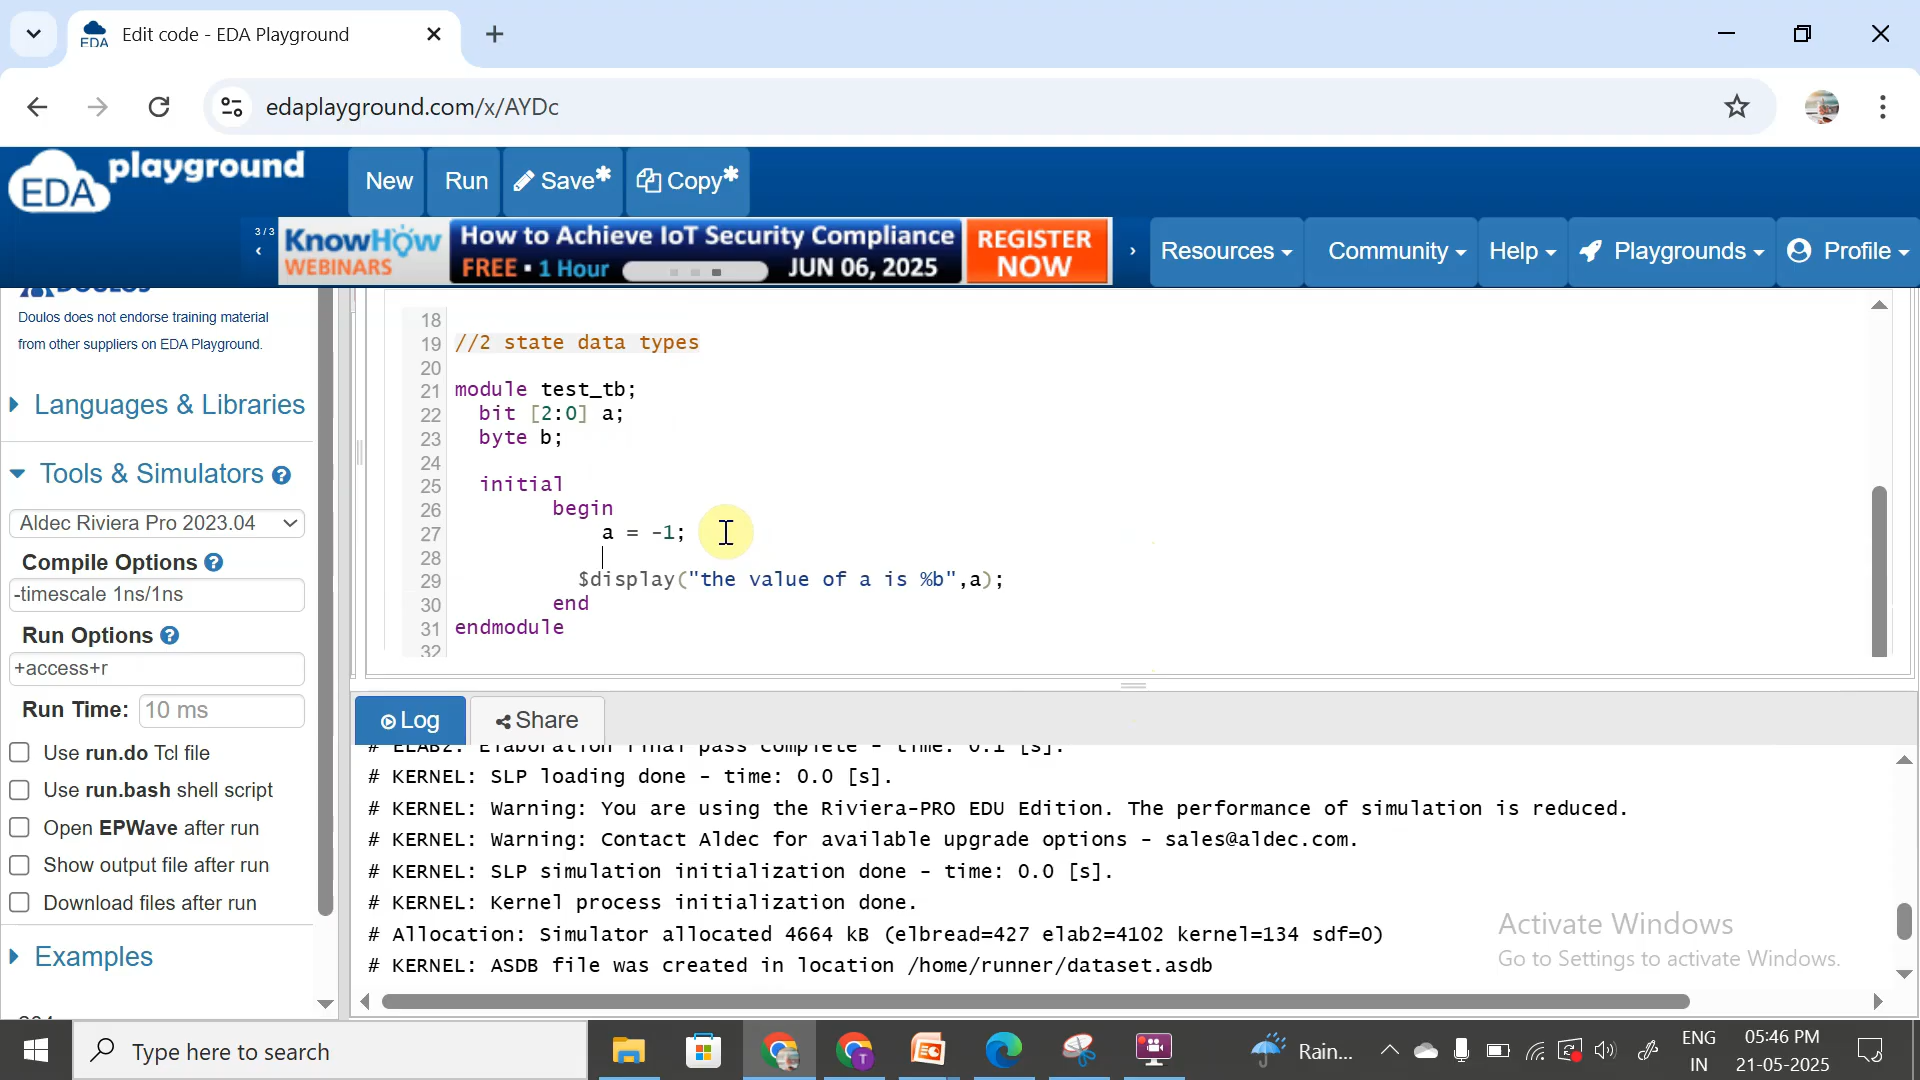 Edit code - EDA Playground
edaplayground.com/x/AYDc
EDA playground
New
Run
Save*
Copy*
3/3
KnowHow WEBINARS
How to Achieve IoT Security Compliance
FREE • 1 Hour
JUN 06, 2025
REGISTER NOW
Resources
Community
Help
Playgrounds
Profile
DOULOS
Doulos does not endorse training material
from other suppliers on EDA Playground.
Languages & Libraries
Tools & Simulators
Aldec Riviera Pro 2023.04
Compile Options
-timescale 1ns/1ns
Run Options
+access+r
Run Time: 10 ms
Use run.do Tcl file
Use run.bash shell script
Open EPWave after run
Show output file after run
Download files after run
Examples
18
19 //2 state data types
20
21 module test_tb;
22 bit [2:0] a;
23 byte b;
24
25 initial
26 begin
27 a = -1;
28
29 $display("the value of a is %b",a);
30 end
31 endmodule
32
Log
Share
# ELAB2: Elaboration final pass complete - time: 0.1 [s].
# KERNEL: SLP loading done - time: 0.0 [s].
# KERNEL: Warning: You are using the Riviera-PRO EDU Edition. The performance of simulation is reduced.
# KERNEL: Warning: Contact Aldec for available upgrade options - sales@aldec.com.
# KERNEL: SLP simulation initialization done - time: 0.0 [s].
# KERNEL: Kernel process initialization done.
# Allocation: Simulator allocated 4664 kB (elbread=427 elab2=4102 kernel=134 sdf=0)
# KERNEL: ASDB file was created in location /home/runner/dataset.asdb
Activate Windows
Go to Settings to activate Windows.
Type here to search
Rain...
ENG
IN
05:46 PM
21-05-2025